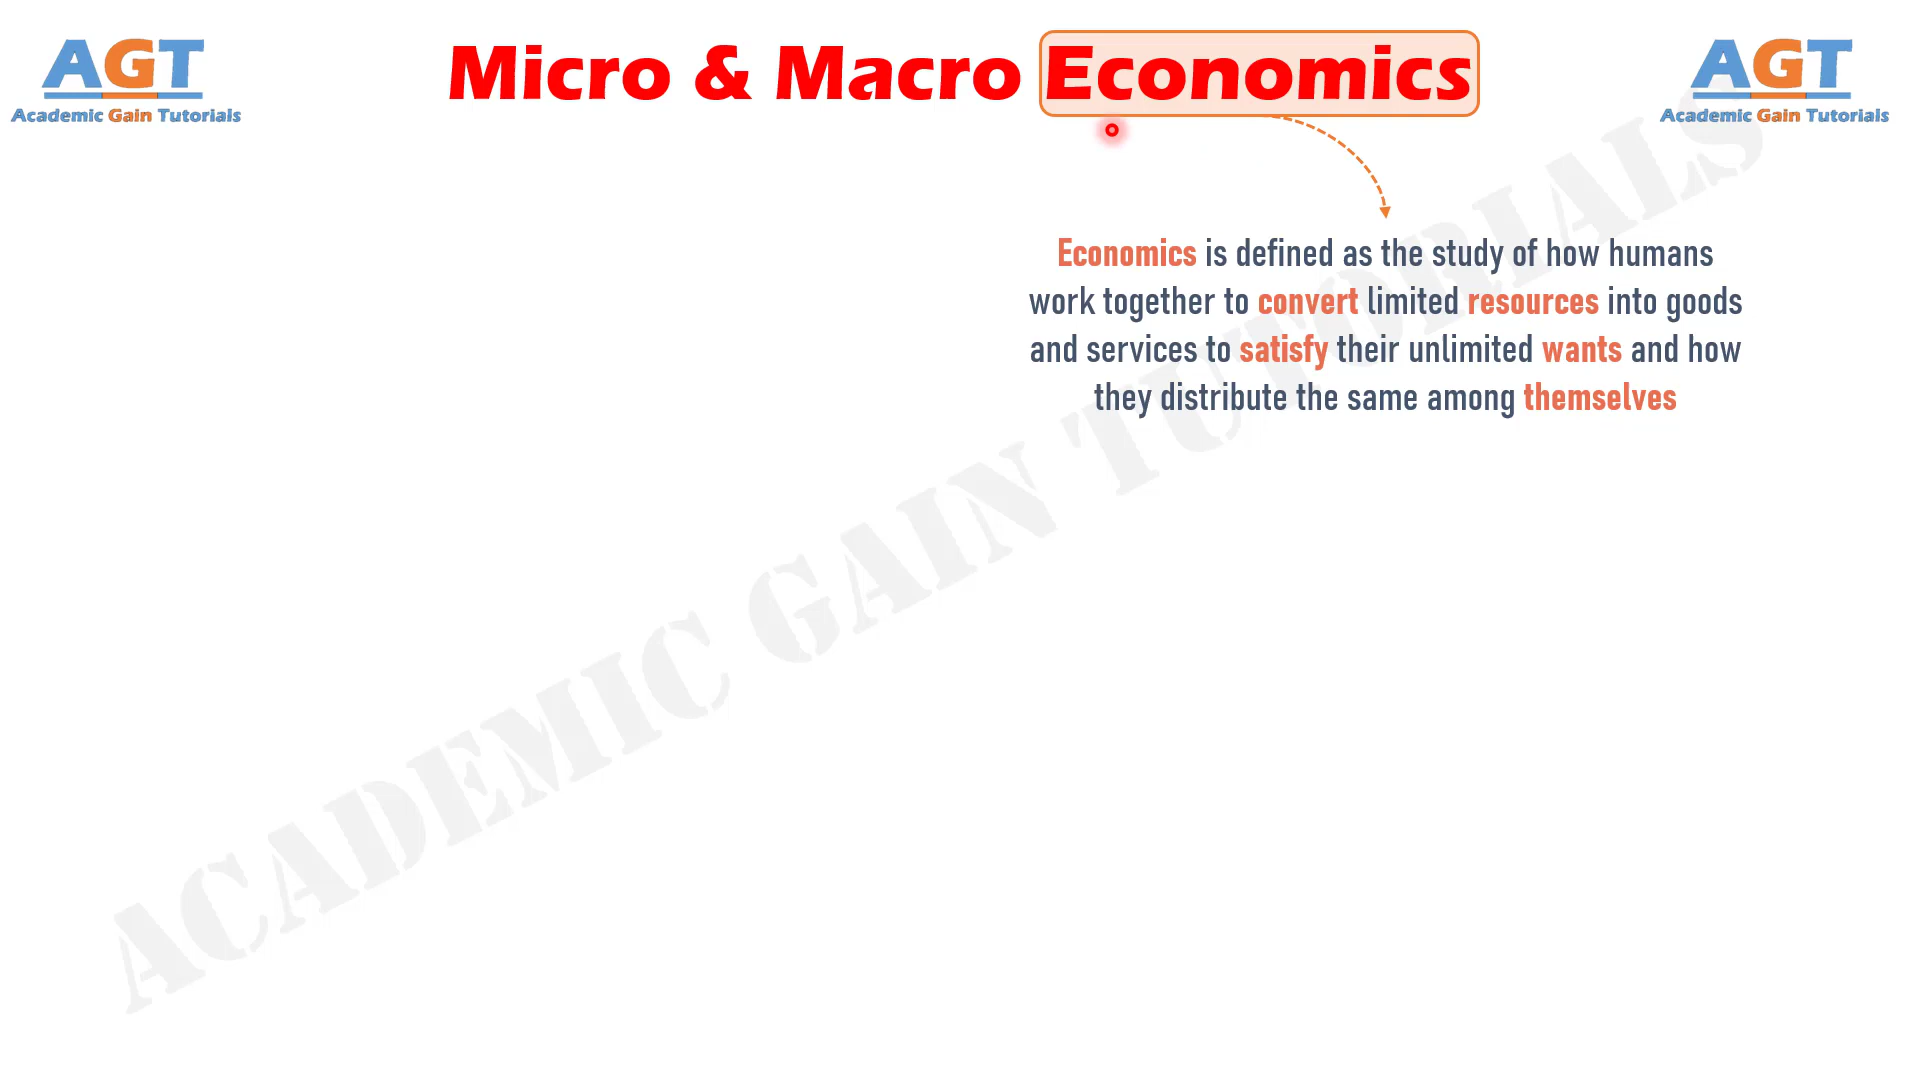 AGT
Academic Gain Tutorials
Micro & Macro Economics
AGT
Academic Gain Tutorials
Economics is defined as the study of how humans
work together to convert limited resources into goods
and services to satisfy their unlimited wants and how
they distribute the same among themselves
ACADEMIC GAIN TUTORIALS